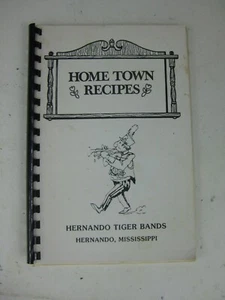 HOME TOWN
RECIPES
HERNANDO TIGER BANDS
HERNANDO, MISSISSIPPI